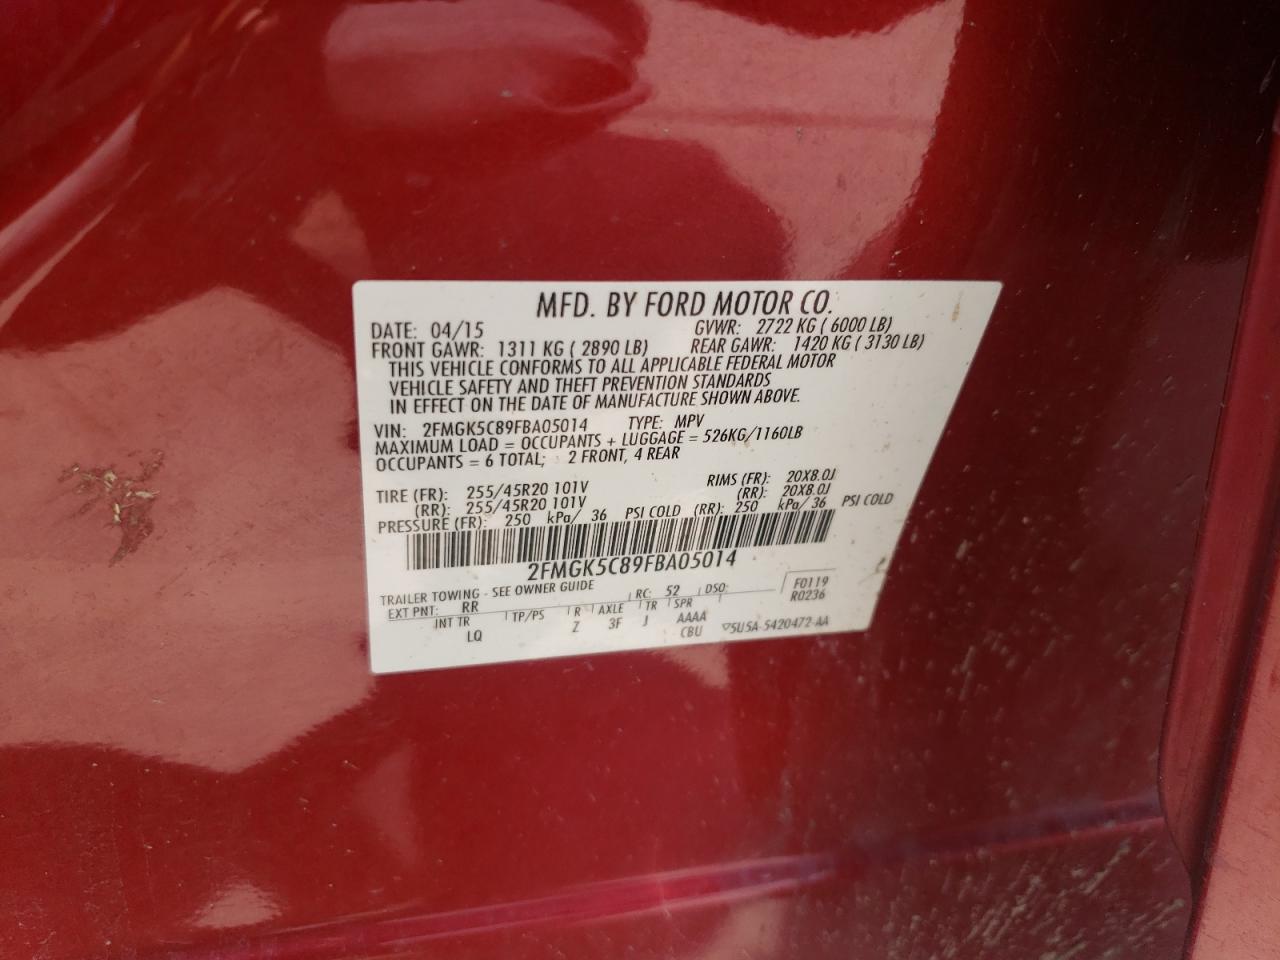 MFD. BY FORD MOTOR CO.
DATE: 04/15 GVWR: 2722 KG ( 6000 LB)
FRONT GAWR: 1311 KG ( 2890 LB) REAR GAWR: 1420 KG ( 3130 LB)
THIS VEHICLE CONFORMS TO ALL APPLICABLE FEDERAL MOTOR
VEHICLE SAFETY AND THEFT PREVENTION STANDARDS
IN EFFECT ON THE DATE OF MANUFACTURE SHOWN ABOVE.
VIN: 2FMGK5C89FBA05014 TYPE: MPV
MAXIMUM LOAD = OCCUPANTS + LUGGAGE = 526KG/1160LB
OCCUPANTS = 6 TOTAL; 2 FRONT, 4 REAR
TIRE (FR): 255/45R20 101V RIMS (FR): 20X8.0J
(RR): 255/45R20 101V (RR): 20X8.0J
PRESSURE (FR): 250 kPa/ 36 PSI COLD (RR): 250 kPa/ 36 PSI COLD
2FMGK5C89FBA05014
TRAILER TOWING - SEE OWNER GUIDE
EXT PNT: RR RC: 52 DSO: F0119
R0236
INT TR TP/PS R AXLE TR SPR
LQ Z 3F J AAAA
CBU ▽5U5A-5420472-AA